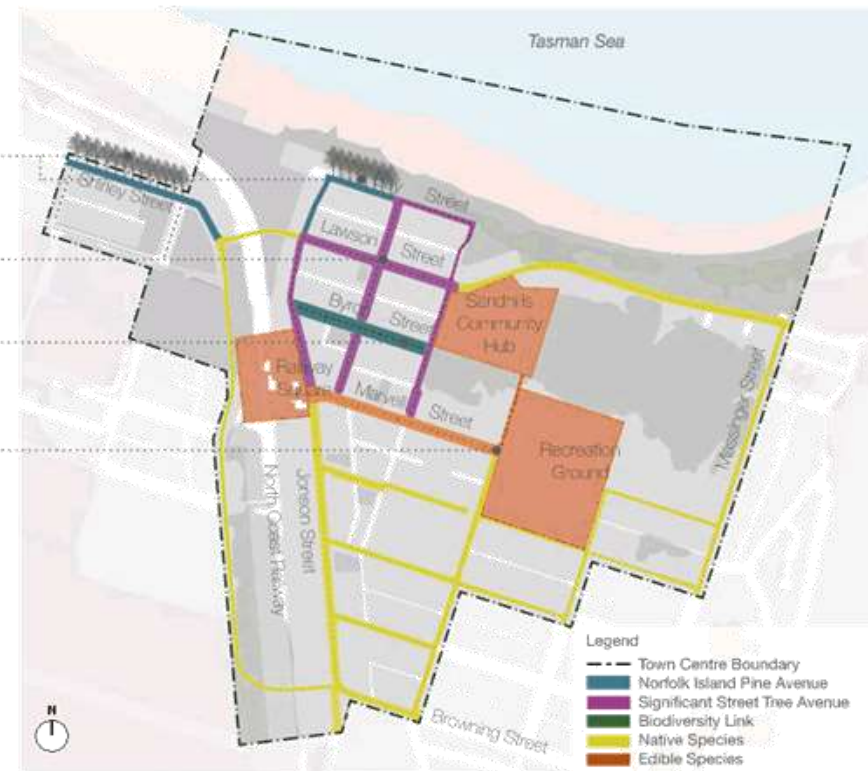 Tasman Sea
Shirley Street
Street
Lawson
Street
Street
Sandhills
Community
Hub
Railway
Marvell
Street
Recreation
Ground
Massinger Street
Jonson Street
North Coast Railway
Browning Street
N
Legend
Town Centre Boundary
Norfolk Island Pine Avenue
Significant Street Tree Avenue
Biodiversity Link
Native Species
Edible Species